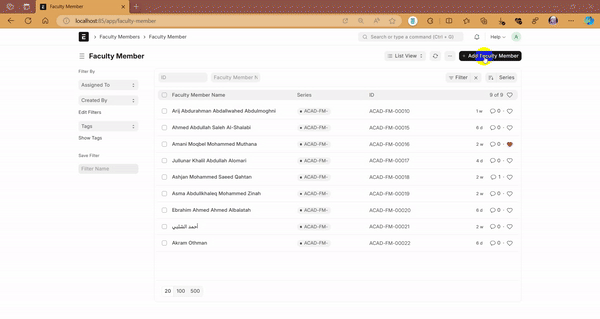 Faculty Member
localhost:85/app/faculty-member
Faculty Members > Faculty Member
Search or type a command (Ctrl + G)
Help
A
Faculty Member
List View
+ Add Faculty Member
Filter By
Assigned To
Created By
Edit Filters
Tags
Show Tags
Save Filter
Filter Name
ID
Faculty Member N
Filter
Series
Faculty Member Name Series ID 9 of 9
Arij Abdurahman Abdallwahed Abdulmoghni ACAD-FM- ACAD-FM-00010 1 w 0
Ahmed Abdullah Saleh Al-Shalabi ACAD-FM- ACAD-FM-00015 6 d 0
Amani Moqbel Mohammed Muthana ACAD-FM- ACAD-FM-00016 2 w 0
Jullunar Khalil Abdullah Alomari ACAD-FM- ACAD-FM-00017 4 d 0
Ashjan Mohammed Saeed Qahtan ACAD-FM- ACAD-FM-00018 2 w 1
Asma Abdullkhaleq Mohammed Zinah ACAD-FM- ACAD-FM-00019 2 w 0
Ebrahim Ahmed Ahmed Albalatah ACAD-FM- ACAD-FM-00020 6 d 0
ACAD-FM- ACAD-FM-00021 2 w 0
Akram Othman ACAD-FM- ACAD-FM-00022 6 d 0
20 100 500